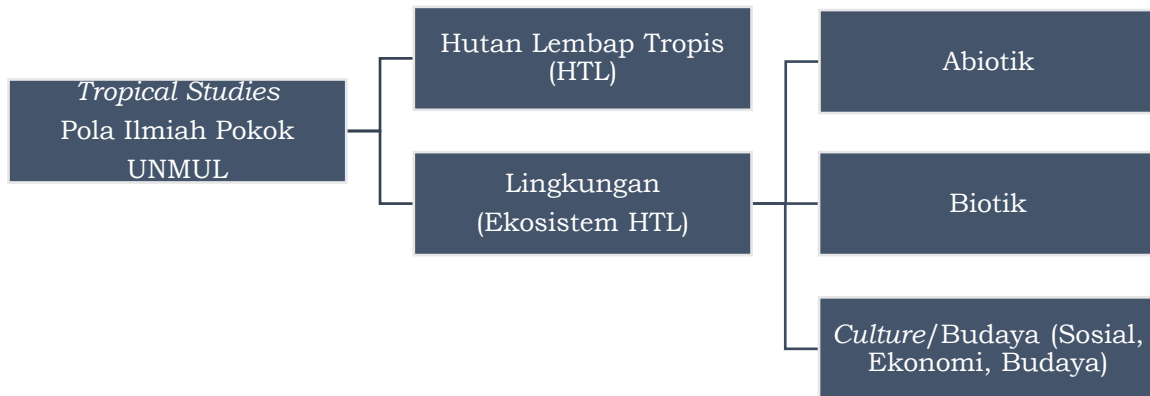 Tropical Studies
Pola Ilmiah Pokok
UNMUL
Hutan Lembap Tropis
(HTL)
Lingkungan
(Ekosistem HTL)
Abiotik
Biotik
Culture/Budaya (Sosial,
Ekonomi, Budaya)